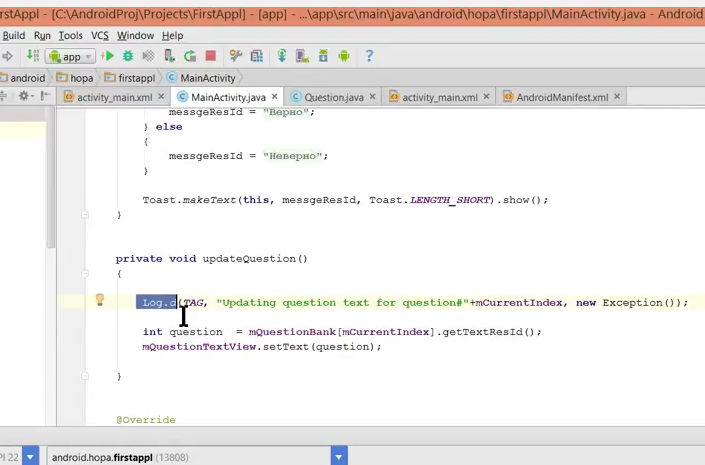 rstAppl - [C:\AndroidProj\Projects\FirstAppl] - [app] - ...\app\src\main\java\android\hopa\firstappl\MainActivity.java - Android
Build Run Tools VCS Window Help
app
android hopa firstappl MainActivity
activity_main.xml MainActivity.java Question.java activity_main.xml AndroidManifest.xml
messgeResId = "Верно";
} else
{
messgeResId = "Неверно";
}
Toast.makeText(this, messgeResId, Toast.LENGTH_SHORT).show();
}
private void updateQuestion()
{
Log.d(TAG, "Updating question text for question#"+mCurrentIndex, new Exception());
int question = mQuestionBank[mCurrentIndex].getTextResId();
mQuestionTextView.setText(question);
}
@Override
PI 22 android.hopa.firstappl (13808)